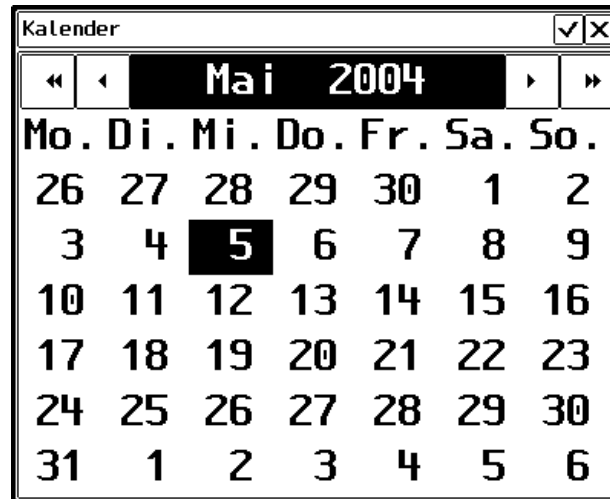 Kalender
Mai 2004
Mo. Di. Mi. Do. Fr. Sa. So.
26 27 28 29 30 1 2
3 4 5 6 7 8 9
10 11 12 13 14 15 16
17 18 19 20 21 22 23
24 25 26 27 28 29 30
31 1 2 3 4 5 6